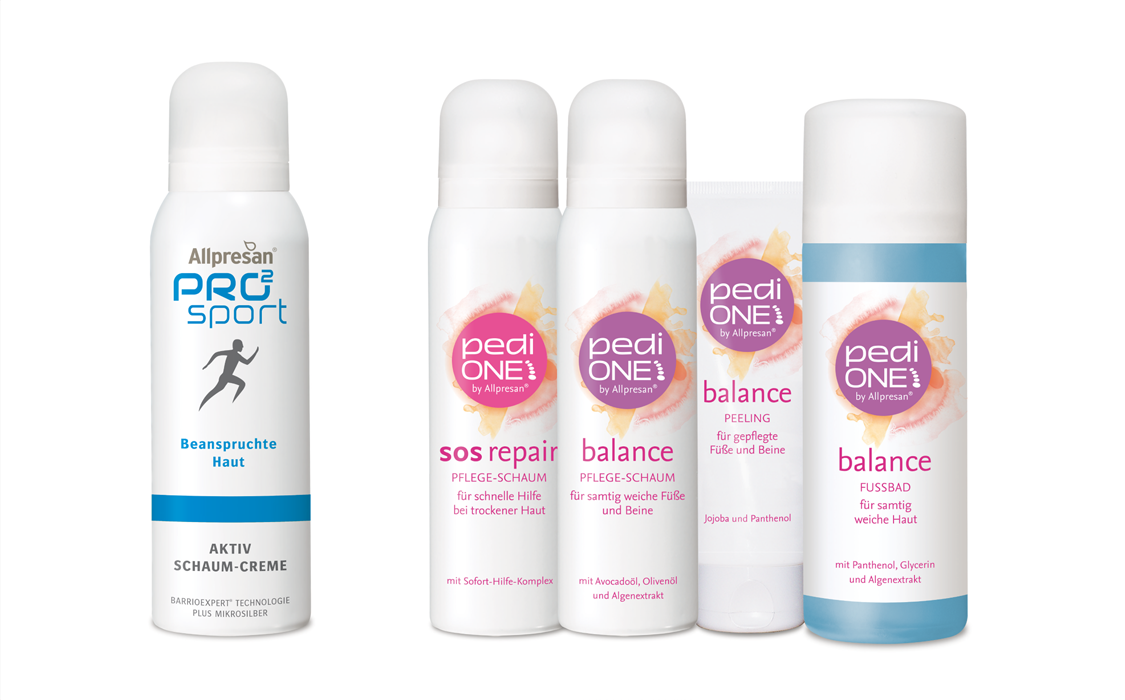 Allpresan®
PRO²
sport
Beanspruchte
Haut
AKTIV
SCHAUM-CREME
BARRIOEXPERT® TECHNOLOGIE
PLUS MIKROSILBER
pedi
ONE
by Allpresan®
sos repair
PFLEGE-SCHAUM
für schnelle Hilfe
bei trockener Haut
mit Sofort-Hilfe-Komplex
pedi
ONE
by Allpresan®
balance
PFLEGE-SCHAUM
für samtig weiche Füße
und Beine
mit Avocadoöl, Olivenöl
und Algenextrakt
pedi
ONE
by Allpresan®
balance
PEELING
für gepflegte
Füße und Beine
Jojoba und Panthenol
pedi
ONE
by Allpresan®
balance
FUSSBAD
für samtig
weiche Haut
mit Panthenol, Glycerin
und Algenextrakt